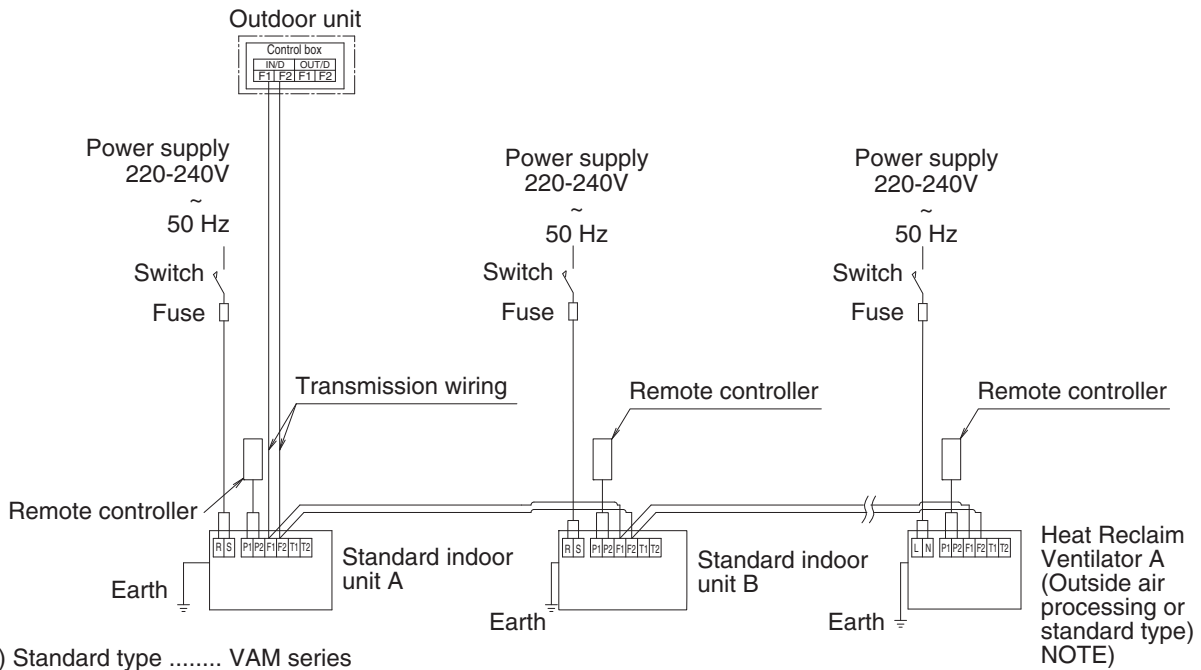 Outdoor unit
Control box
IN/D OUT/D
F1 F2 F1 F2
Power supply
220-240V
~
50 Hz
Switch
Fuse
Power supply
220-240V
~
50 Hz
Switch
Fuse
Power supply
220-240V
~
50 Hz
Switch
Fuse
Transmission wiring
Remote controller
Remote controller
Remote controller
R S P1 P2 F1 F2 T1 T2
Standard indoor
unit A
Earth
R S P1 P2 F1 F2 T1 T2
Standard indoor
unit B
Earth
L N P1 P2 F1 F2 T1 T2
Heat Reclaim
Ventilator A
(Outside air
processing or
standard type)
NOTE)
Earth
) Standard type ........ VAM series